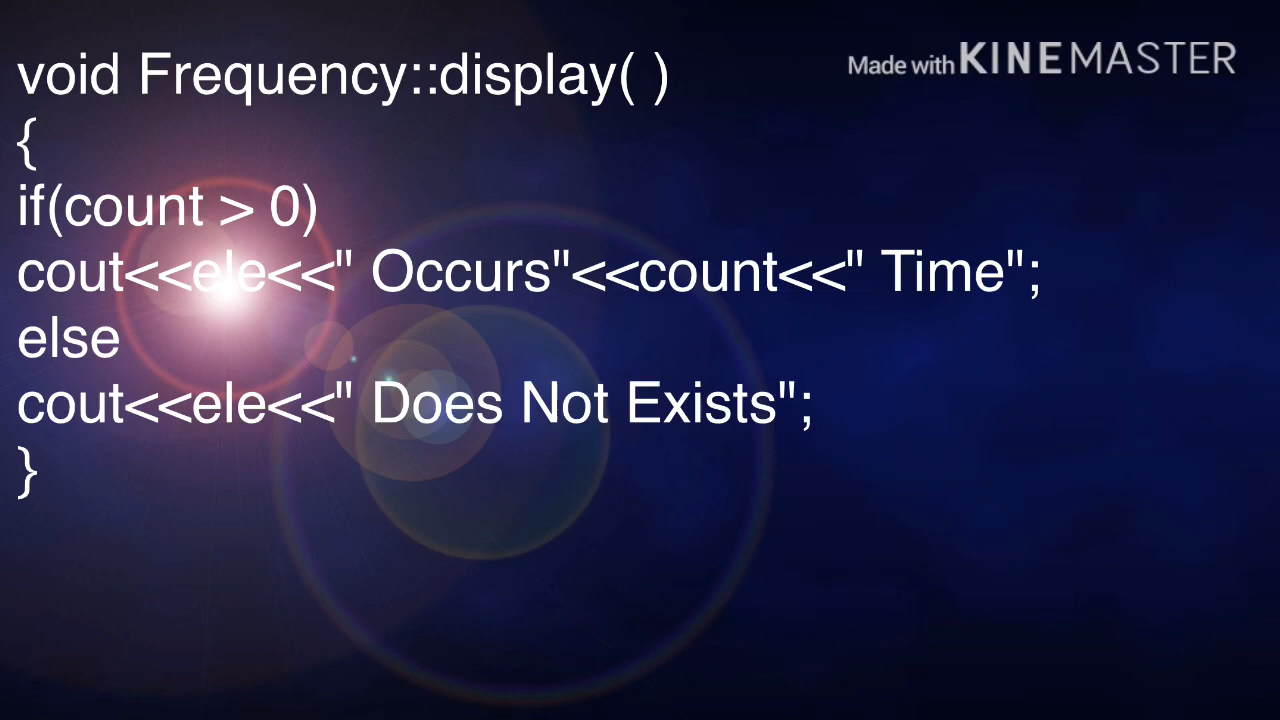 void Frequency::display( )
Made with KINEMASTER
{
if(count > 0)
cout<<ele<<" Occurs"<<count<<" Time";
else
cout<<ele<<" Does Not Exists";
}